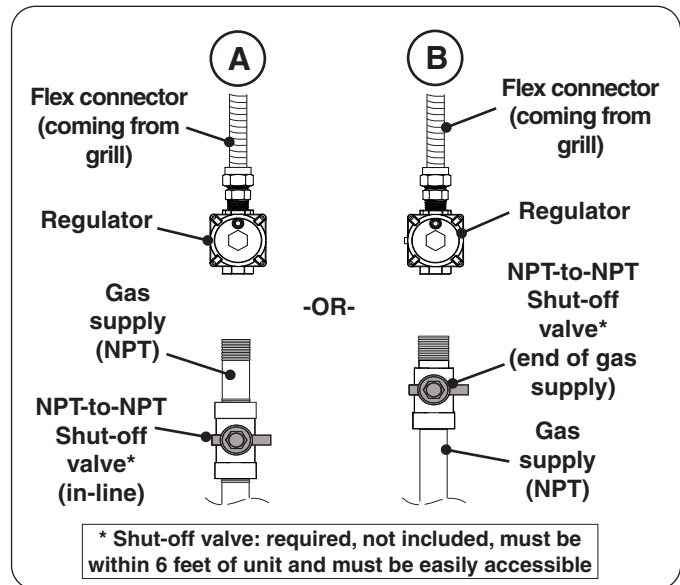 A
Flex connector
(coming from
grill)
Regulator
Gas
supply
(NPT)
NPT-to-NPT
Shut-off
valve*
(in-line)
-OR-
B
Flex connector
(coming from
grill)
Regulator
NPT-to-NPT
Shut-off
valve*
(end of gas
supply)
Gas
supply
(NPT)
* Shut-off valve: required, not included, must be
within 6 feet of unit and must be easily accessible